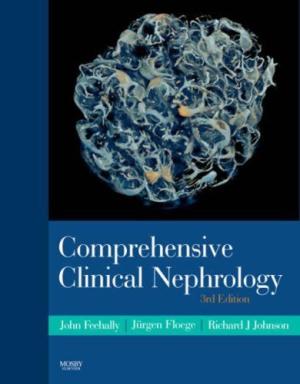 Comprehensive
Clinical Nephrology
3rd Edition
John Feehally | Jürgen Floege | Richard J Johnson
MOSBY
ELSEVIER